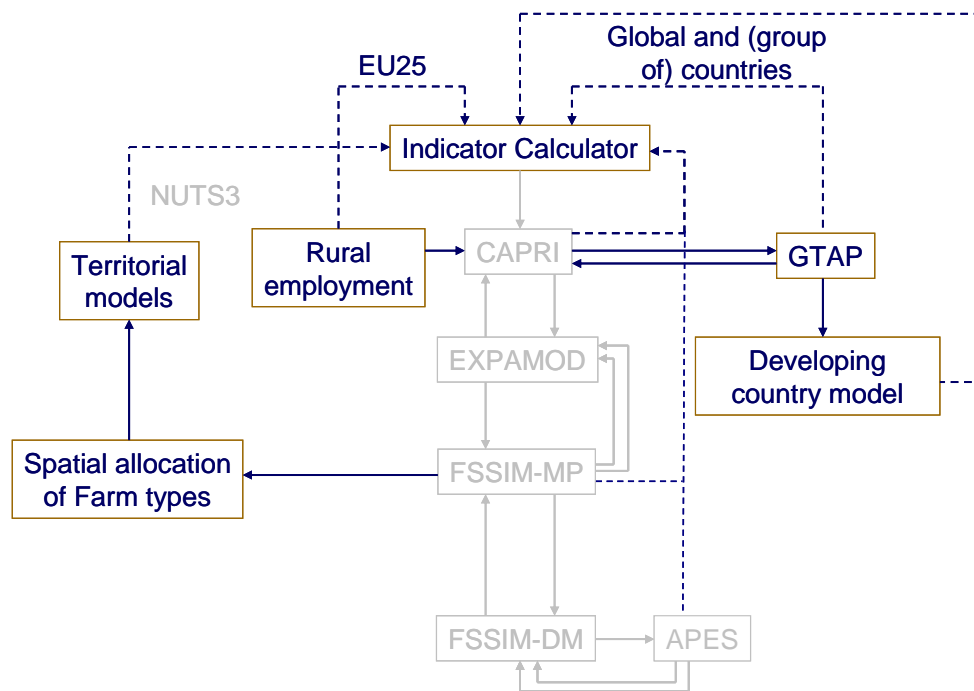 Global and (group
of) countries
EU25
Indicator Calculator
NUTS3
Rural
employment
CAPRI
GTAP
Territorial
models
EXPAMOD
Developing
country model
Spatial allocation
of Farm types
FSSIM-MP
FSSIM-DM
APES